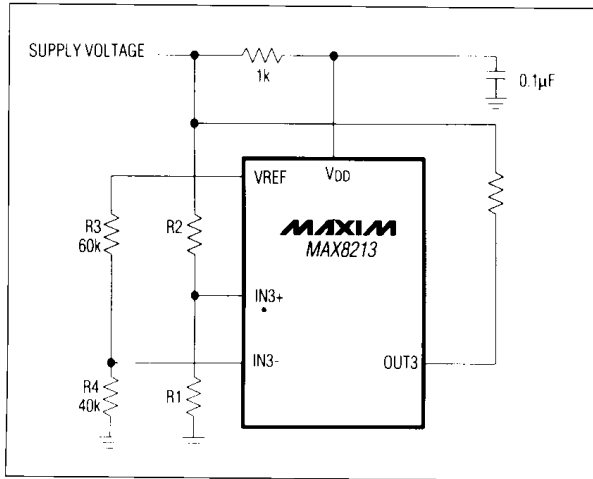 SUPPLY VOLTAGE
1k
0.1µF
VREF
VDD
R3
60k
R2
MAXIM
MAX8213
IN3+
IN3-
OUT3
R4
40k
R1